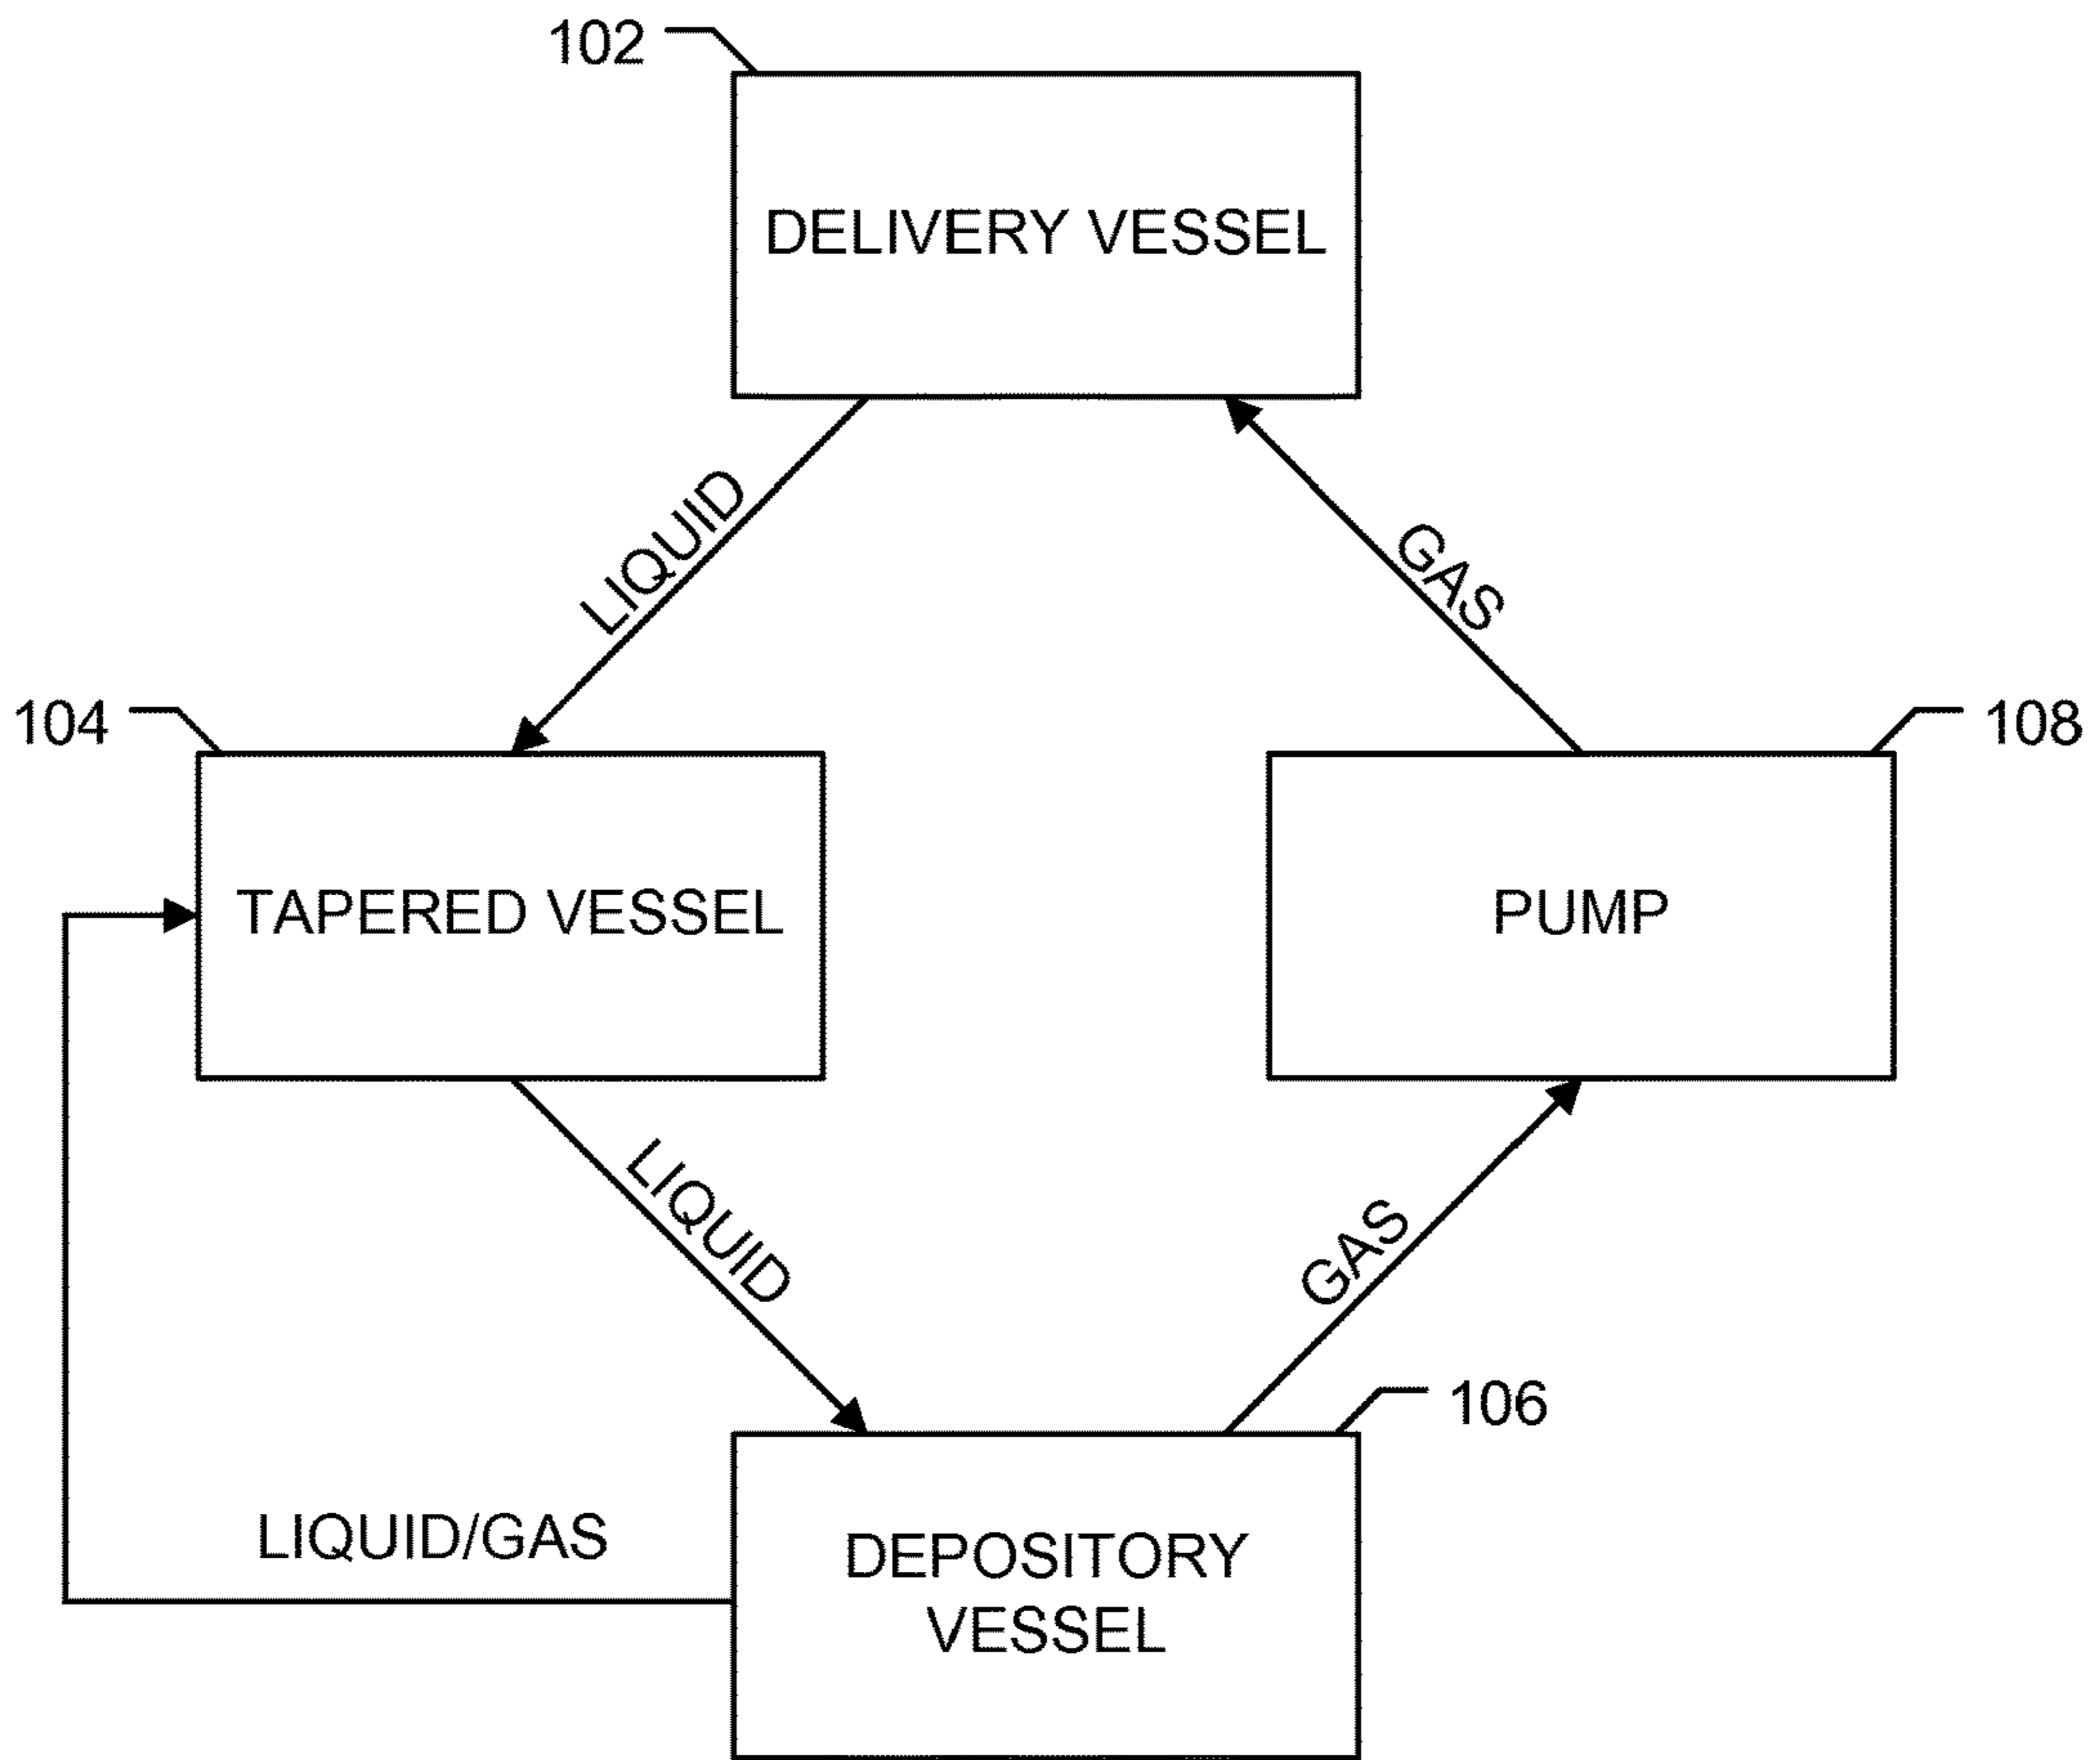 102
DELIVERY VESSEL
LIQUID
GAS
104
108
TAPERED VESSEL
PUMP
LIQUID
GAS
106
LIQUID/GAS
DEPOSITORY
VESSEL